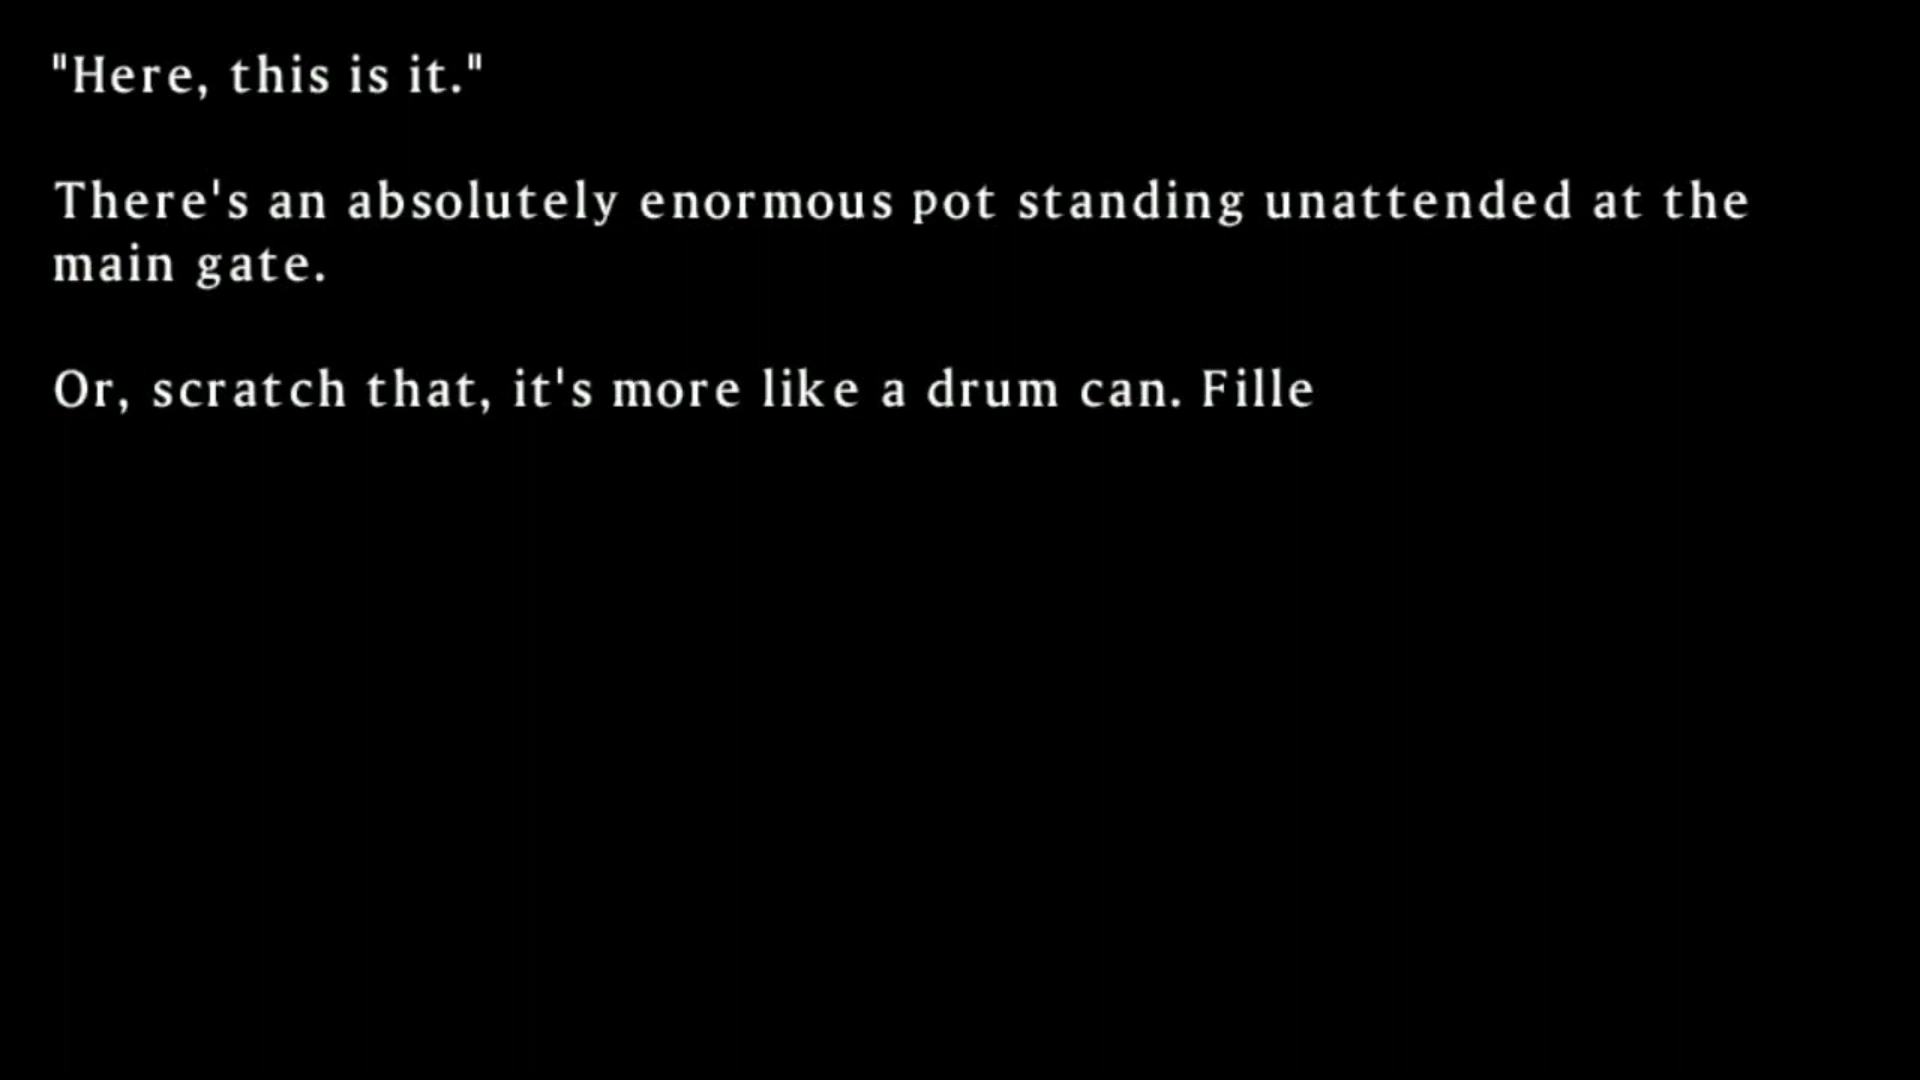 "Here, this is it."
There's an absolutely enormous pot standing unattended at the
main gate.
Or, scratch that, it's more like a drum can. Fille